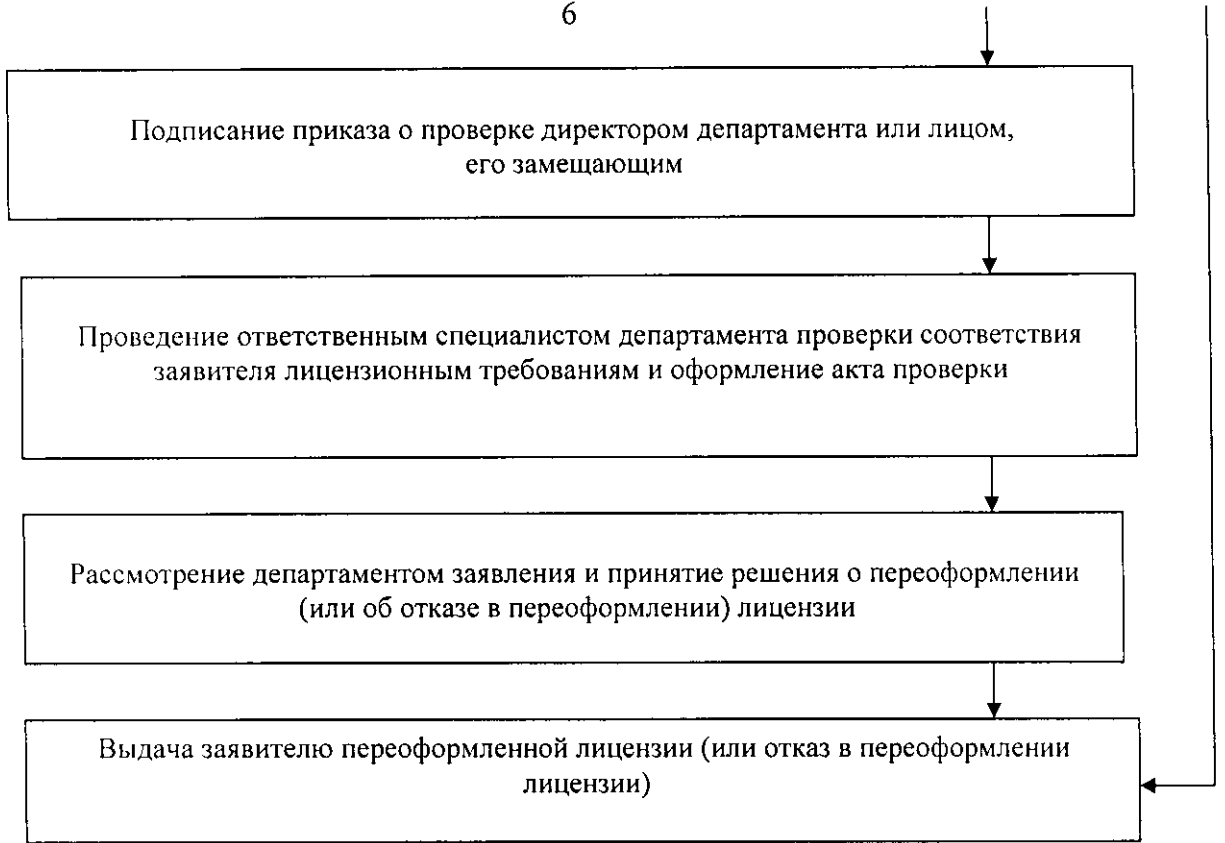 6
Подписание приказа о проверке директором департамента или лицом,
его замещающим
Проведение ответственным специалистом департамента проверки соответствия
заявителя лицензионным требованиям и оформление акта проверки
Рассмотрение департаментом заявления и принятие решения о переоформлении
(или об отказе в переоформлении) лицензии
Выдача заявителю переоформленной лицензии (или отказ в переоформлении
лицензии)